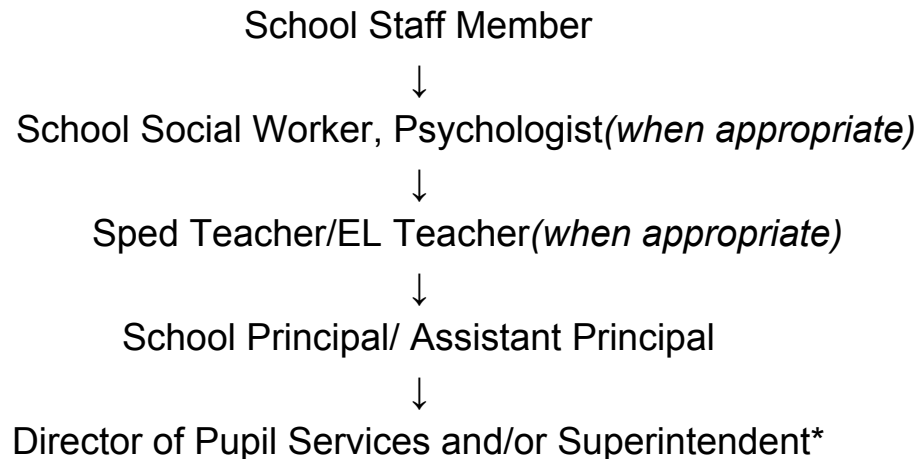 School Staff Member
↓
School Social Worker, Psychologist(when appropriate)
↓
Sped Teacher/EL Teacher(when appropriate)
↓
School Principal/ Assistant Principal
↓
Director of Pupil Services and/or Superintendent*